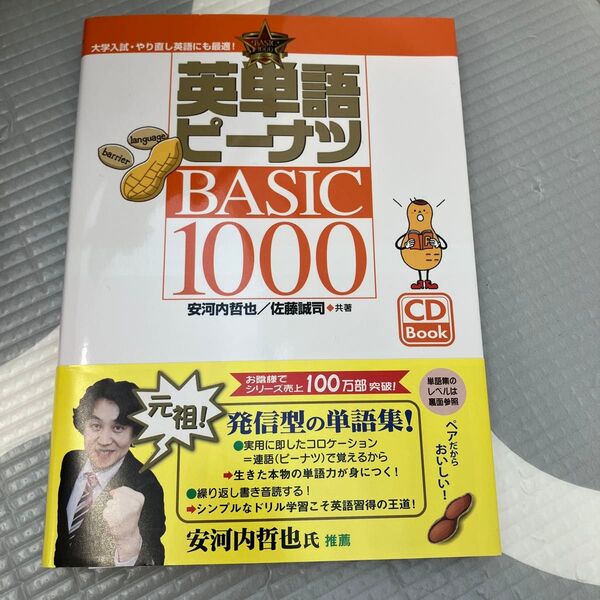 大学入試・やり直し英語にも最適！
BASIC
1000
英単語
ピーナツ
language
barrier
BASIC
1000
安河内哲也／佐藤誠司◆共著
CD
Book
お陰様で
シリーズ売上100万部突破！
単語集の
レベルは
裏面参照
元祖！
発信型の単語集！
●実用に即したコロケーション
＝連語（ピーナツ）で覚えるから
→生きた本物の単語力が身につく！
●繰り返し書き音読する！
→シンプルなドリル学習こそ英語習得の王道！
ペアだから
おいしい！
安河内哲也氏 推薦